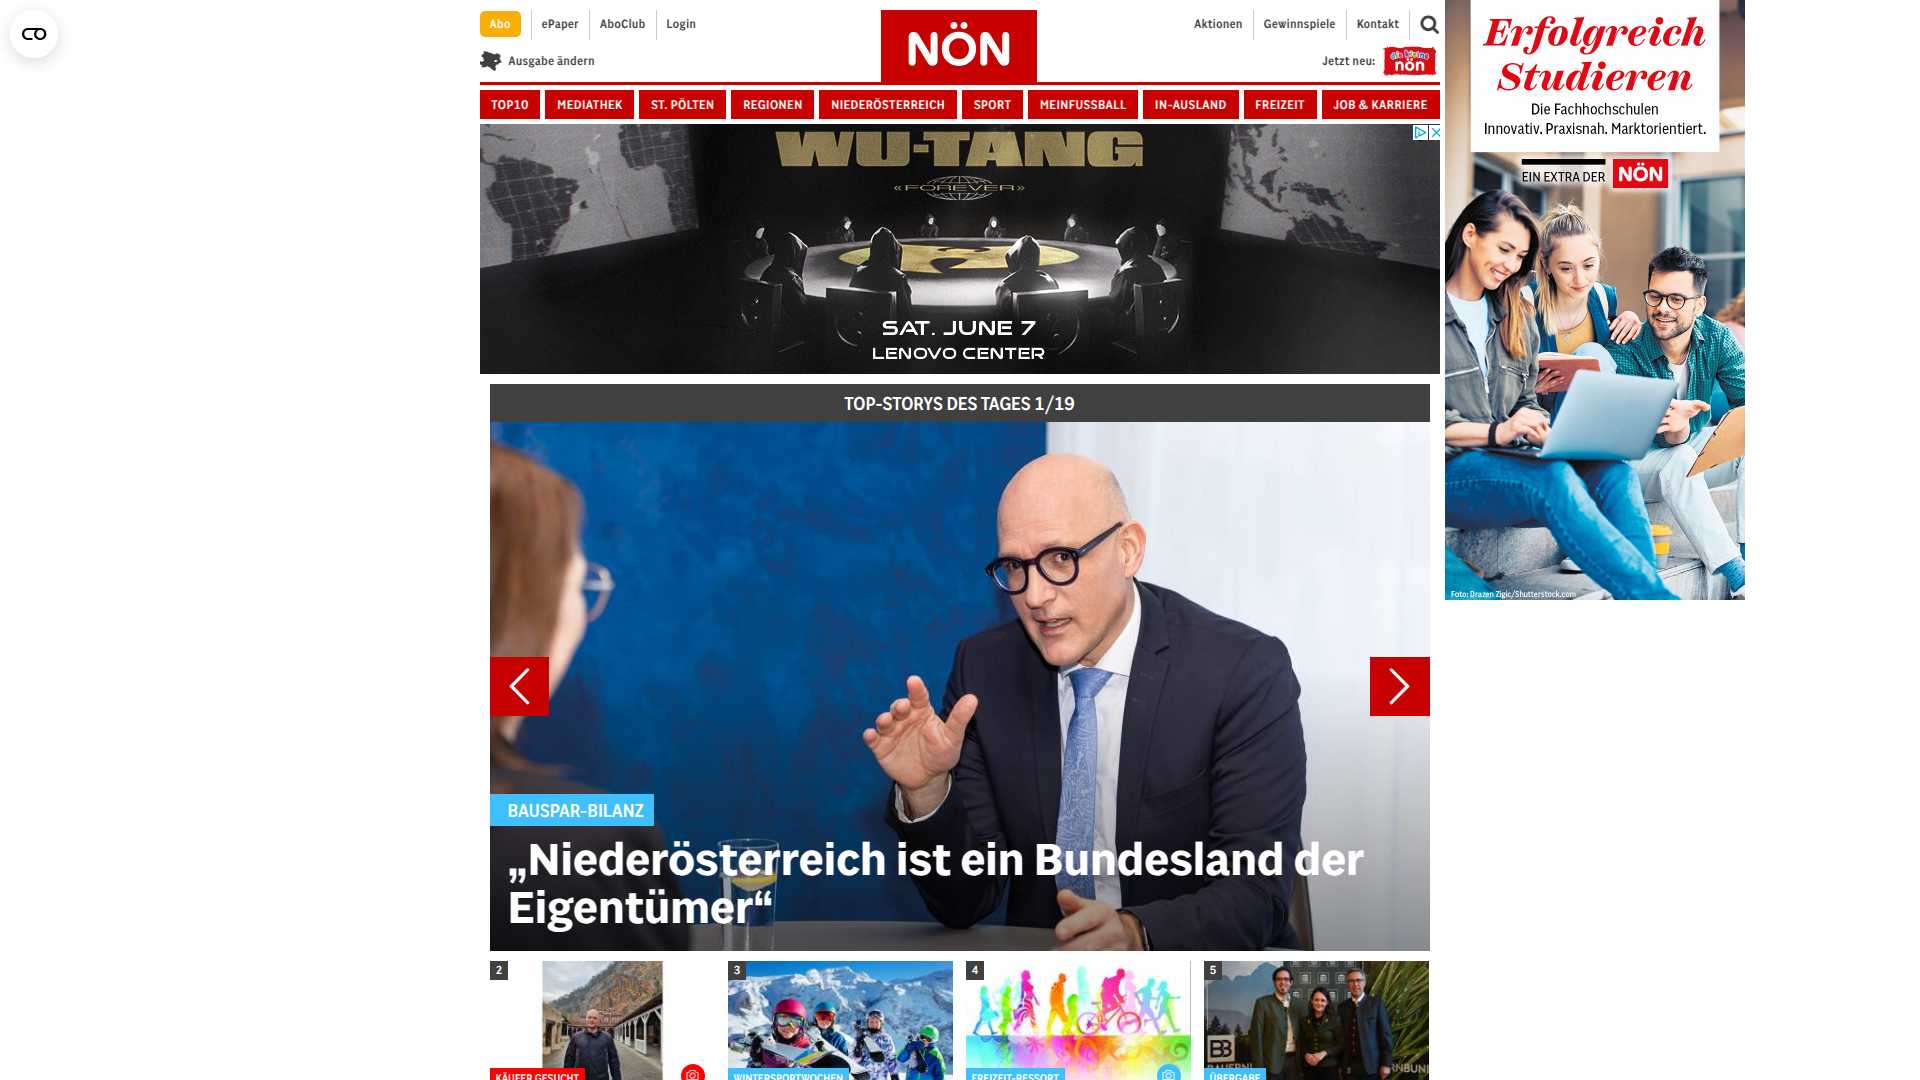 Abo
ePaper
AboClub
Login
NÖN
Aktionen
Gewinnspiele
Kontakt
Ausgabe ändern
Jetzt neu:
die kleine
nön
TOP10
MEDIATHEK
ST. PÖLTEN
REGIONEN
NIEDERÖSTERREICH
SPORT
MEINFUSSBALL
IN-AUSLAND
FREIZEIT
JOB & KARRIERE
WU-TANG
«FOREVER»
SAT. JUNE 7
LENOVO CENTER
Erfolgreich
Studieren
Die Fachhochschulen
Innovativ. Praxisnah. Marktorientiert.
EIN EXTRA DER NÖN
Foto: Drazen Zigic/Shutterstock.com
TOP-STORYS DES TAGES 1/19
BAUSPAR-BILANZ
„Niederösterreich ist ein Bundesland der
Eigentümer“
2
KÄUFER GESUCHT
3
WINTERSPORTWOCHEN
4
FREIZEIT-RESSORT
5
ÜBERGABE